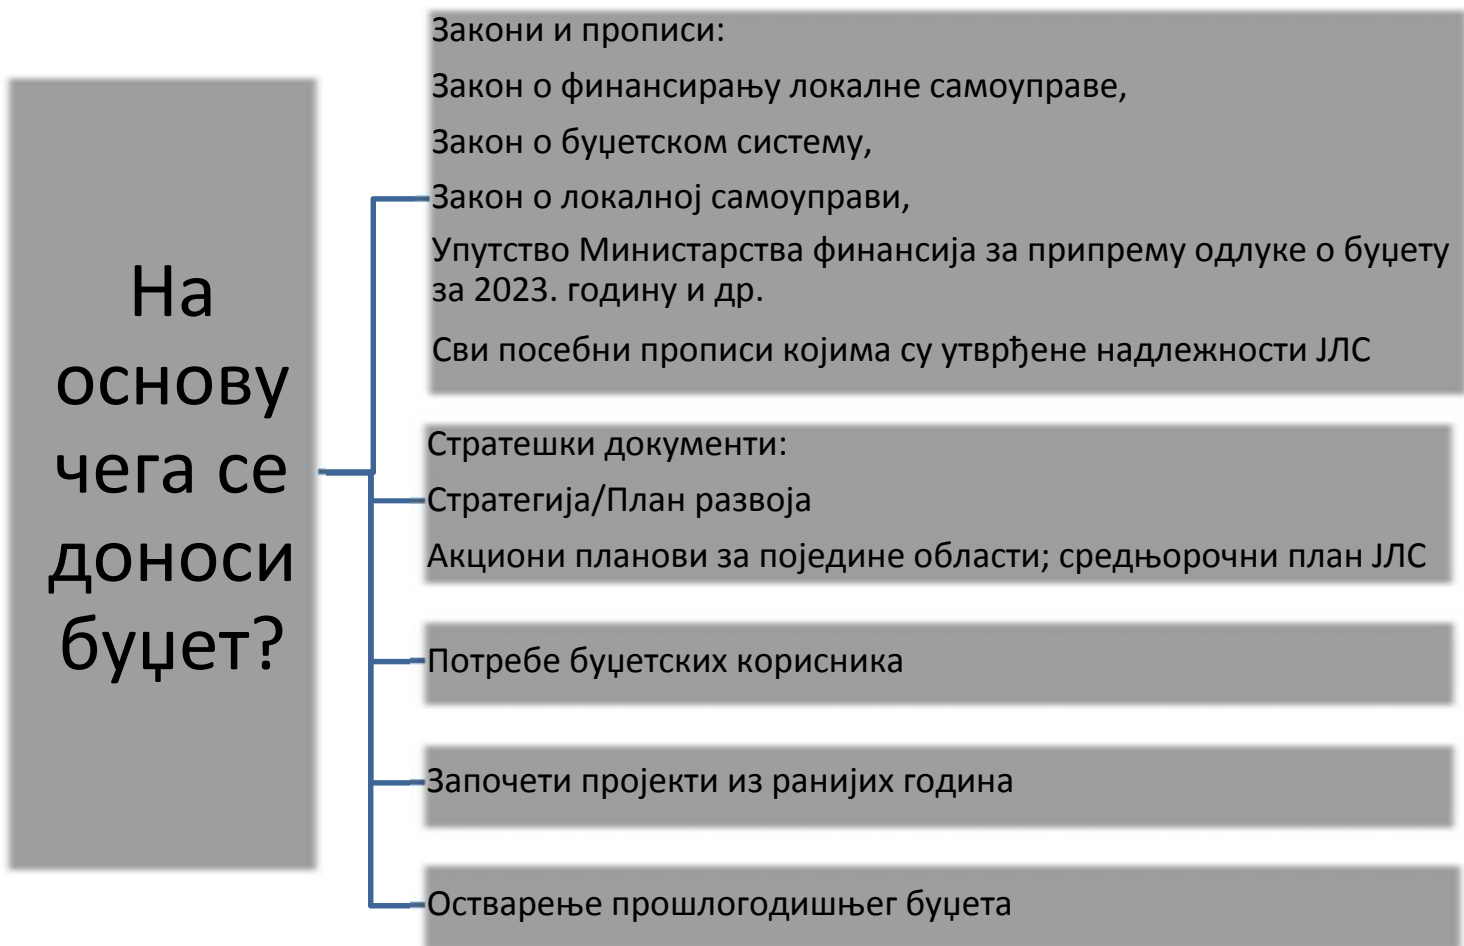 На
основу
чега се
доноси
буџет?
Закони и прописи:
Закон о финансирању локалне самоуправе,
Закон о буџетском систему,
Закон о локалној самоуправи,
Упутство Министарства финансија за припрему одлуке о буџету
за 2023. годину и др.
Сви посебни прописи којима су утврђене надлежности ЈЛС
Стратешки документи:
Стратегија/План развоја
Акциони планови за поједине области; средњорочни план ЈЛС
Потребе буџетских корисника
Започети пројекти из ранијих година
Остварење прошлогодишњег буџета